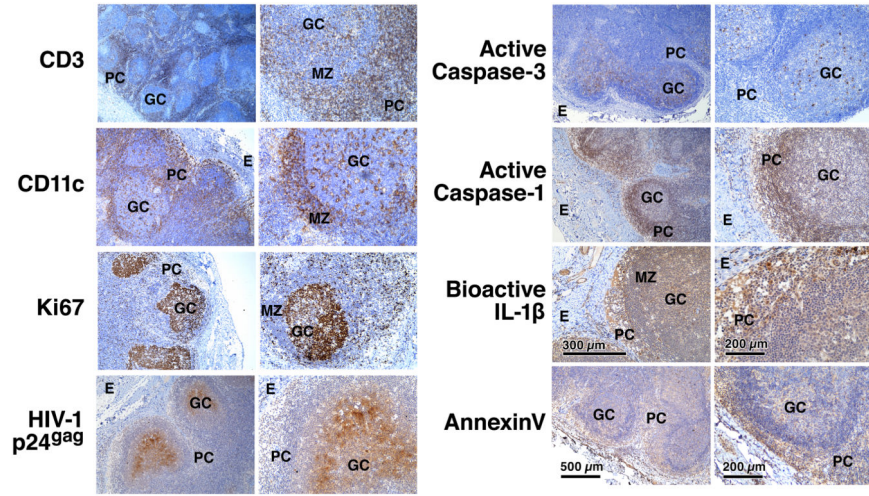 CD3
PC
GC
GC
MZ
PC
CD11c
PC
E
GC
GC
MZ
Ki67
PC
GC
MZ
GC
HIV-1
p24gag
E
GC
PC
E
PC
GC
Active
Caspase-3
PC
GC
E
GC
PC
Active
Caspase-1
GC
E
PC
PC
GC
Bioactive
IL-1β
MZ
GC
E
PC
300 µm
E
PC
200 µm
AnnexinV
GC
PC
500 µm
GC
PC
200 µm